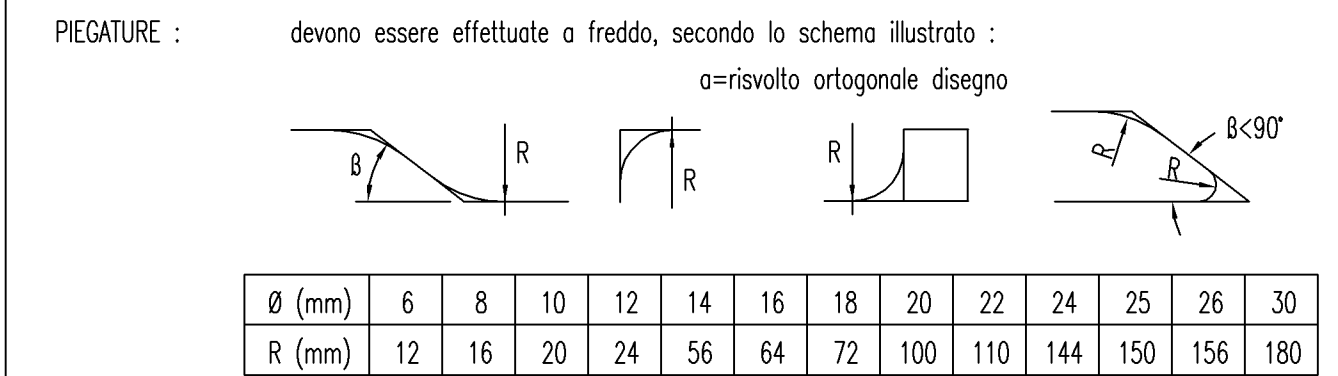 PIEGATURE : devono essere effettuate a freddo, secondo lo schema illustrato :
a=risvolto ortogonale disegno
ß R R R R R ß<90°
Ø (mm) 6 8 10 12 14 16 18 20 22 24 25 26 30
R (mm) 12 16 20 24 56 64 72 100 110 144 150 156 180